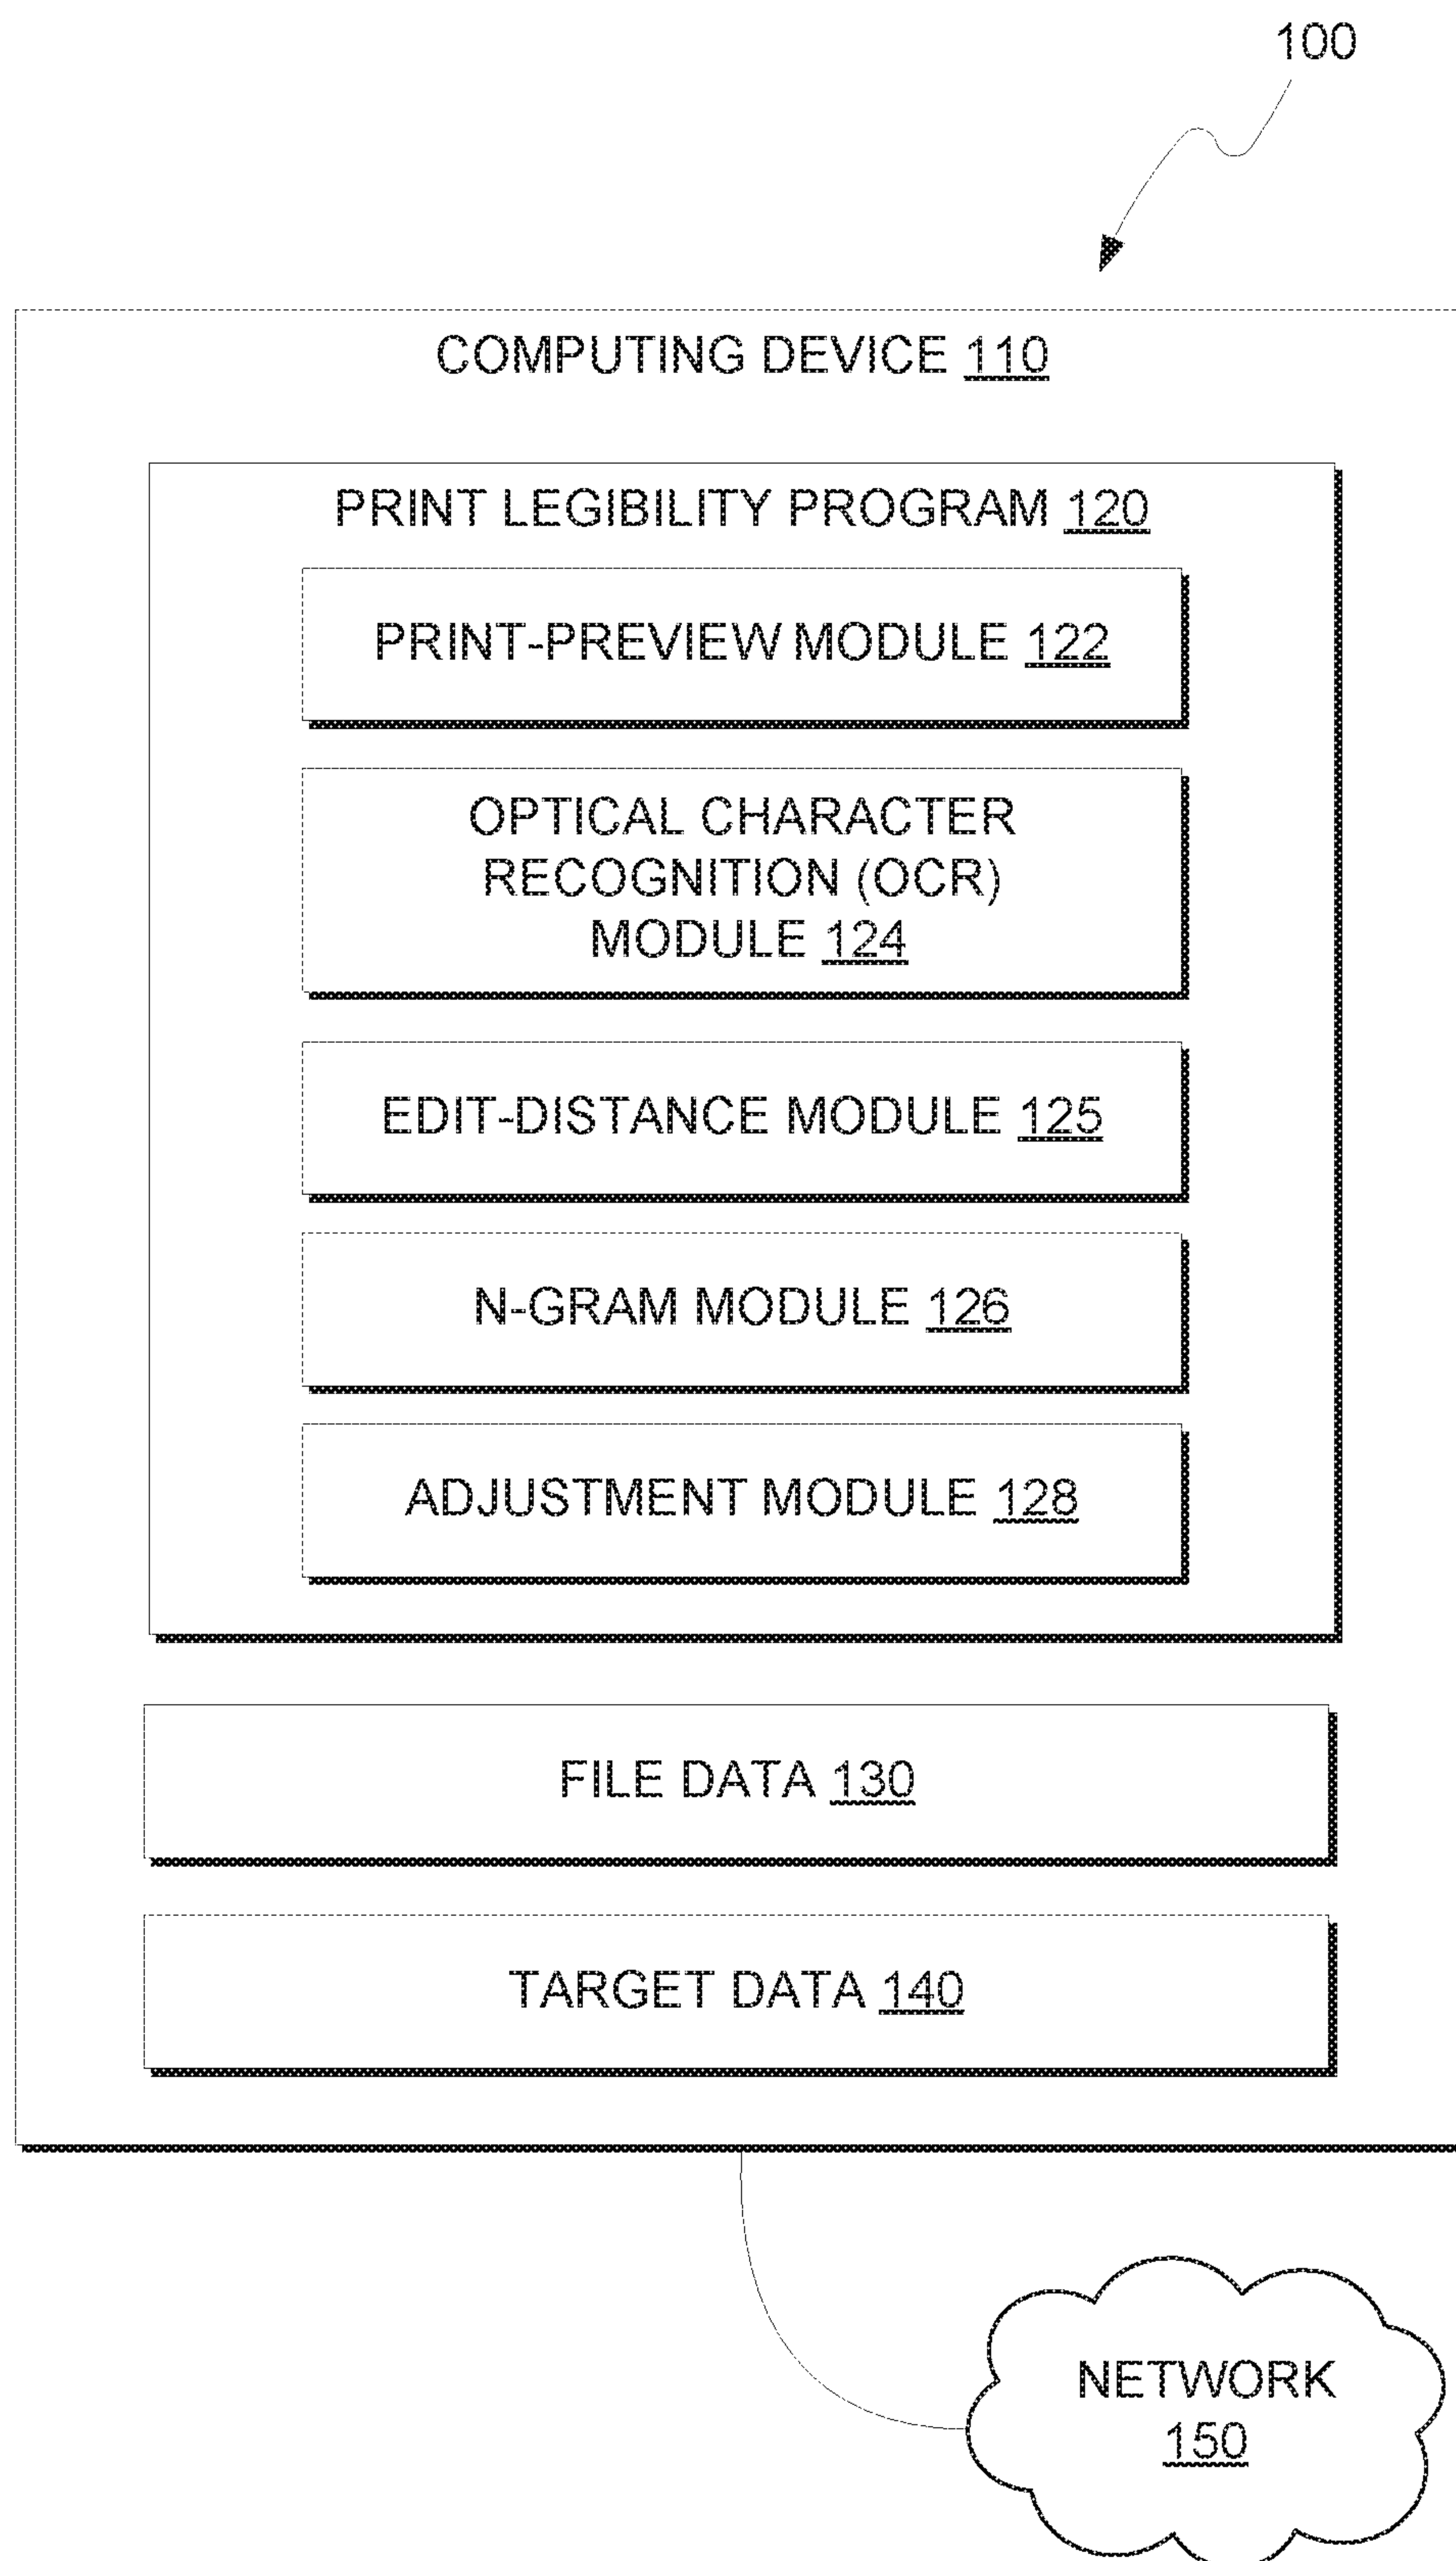 100
COMPUTING DEVICE 110
PRINT LEGIBILITY PROGRAM 120
PRINT-PREVIEW MODULE 122
OPTICAL CHARACTER
RECOGNITION (OCR)
MODULE 124
EDIT-DISTANCE MODULE 125
N-GRAM MODULE 126
ADJUSTMENT MODULE 128
FILE DATA 130
TARGET DATA 140
NETWORK
150